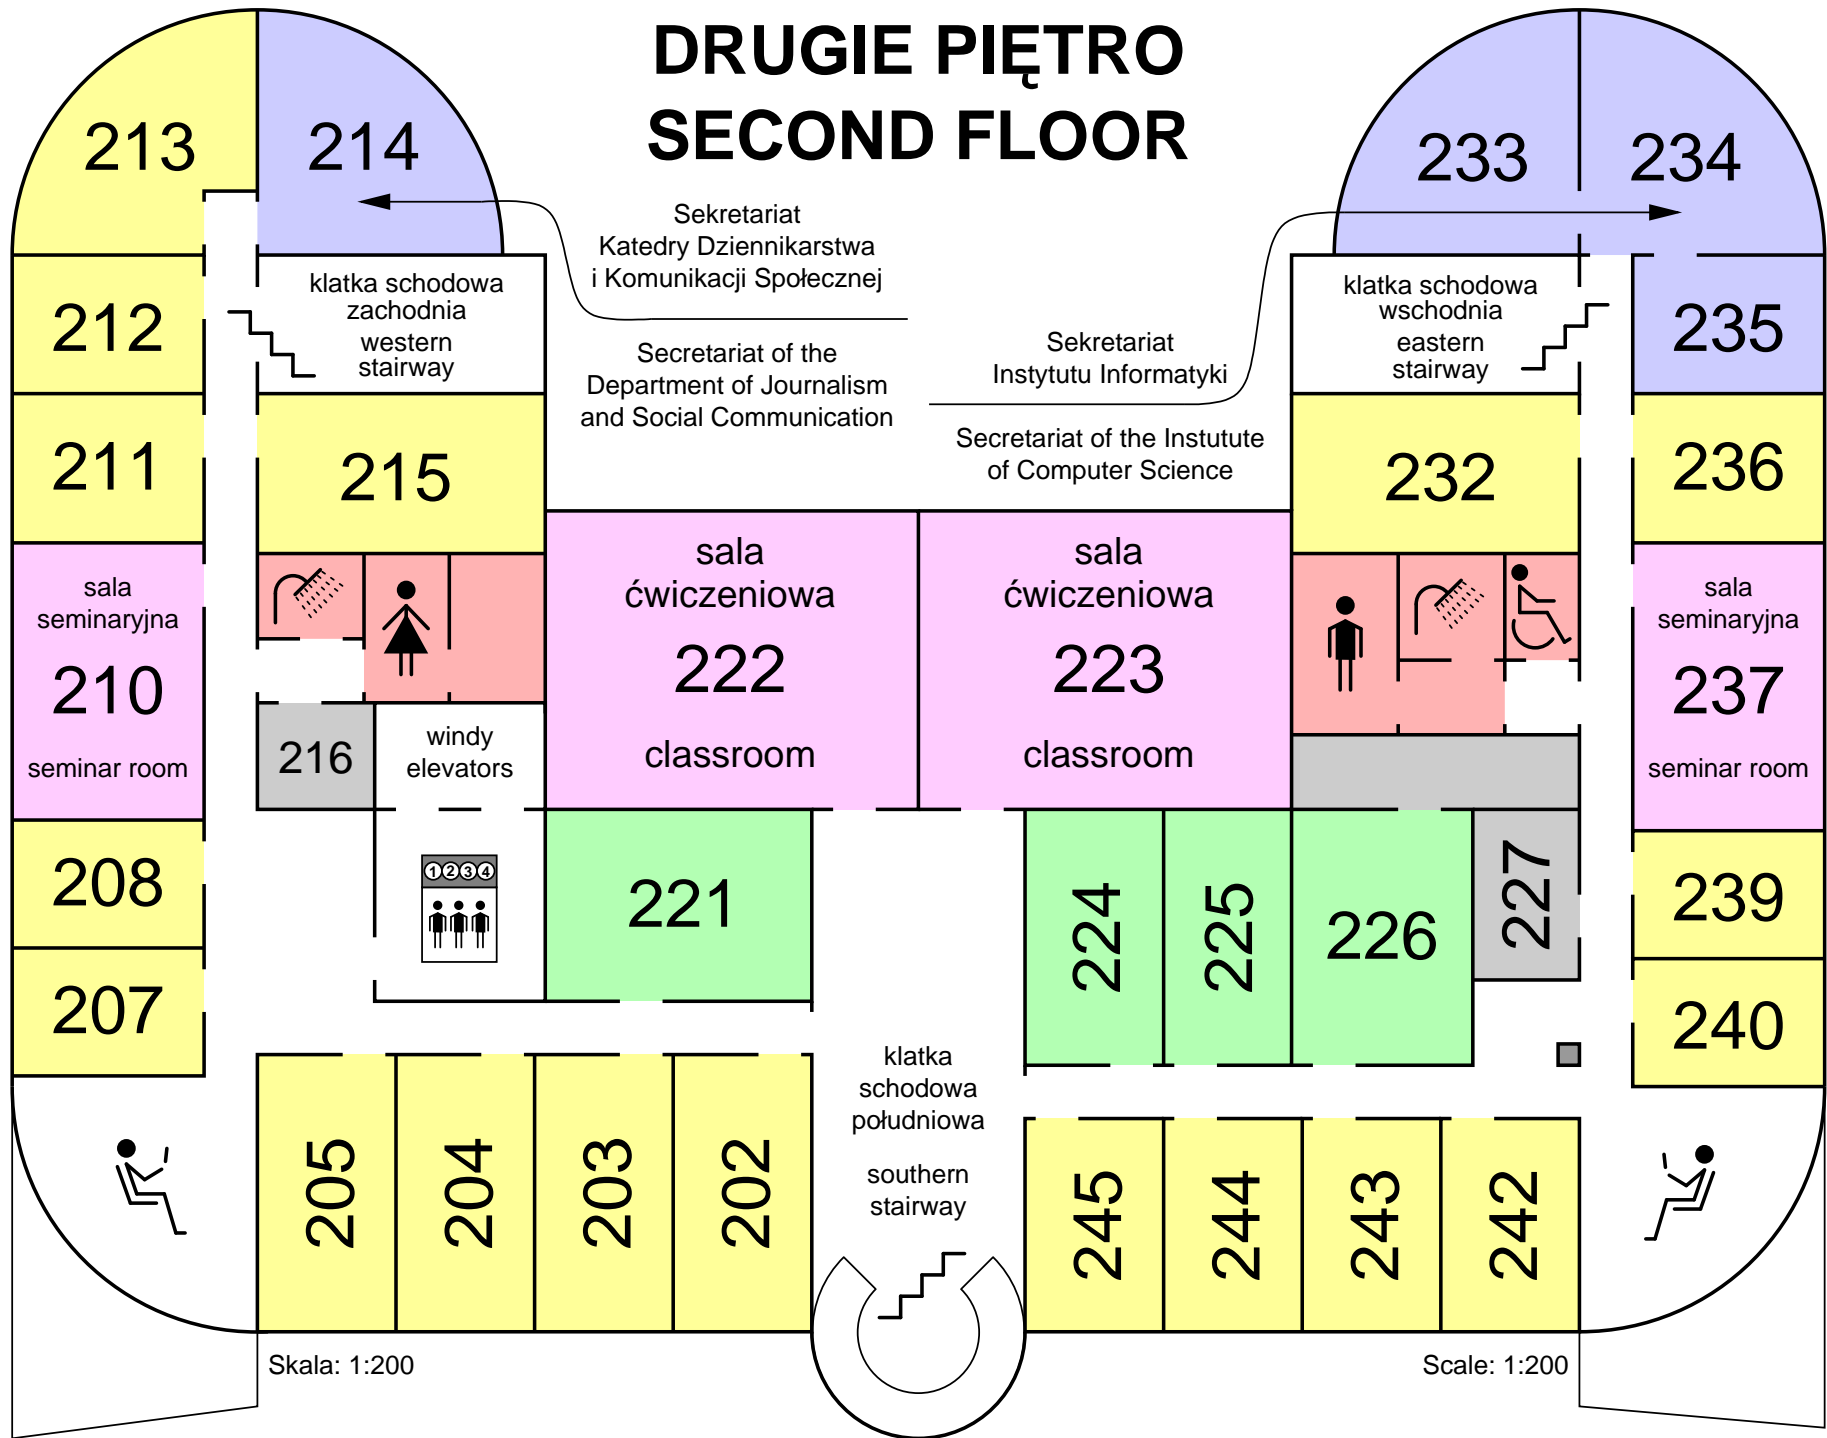 DRUGIE PIĘTRO
SECOND FLOOR
213
214
233
234
Sekretariat
Katedry Dziennikarstwa
i Komunikacji Społecznej
Secretariat of the
Department of Journalism
and Social Communication
Sekretariat
Instytutu Informatyki
Secretariat of the Instutute
of Computer Science
212
klatka schodowa
zachodnia
western
stairway
klatka schodowa
wschodnia
eastern
stairway
235
211
215
232
236
sala
seminaryjna
210
seminar room
sala
ćwiczeniowa
222
classroom
sala
ćwiczeniowa
223
classroom
sala
seminaryjna
237
seminar room
216
windy
elevators
1 2 3 4
208
221
224
225
226
227
239
207
240
klatka
schodowa
południowa
southern
stairway
205
204
203
202
245
244
243
242
Skala: 1:200
Scale: 1:200